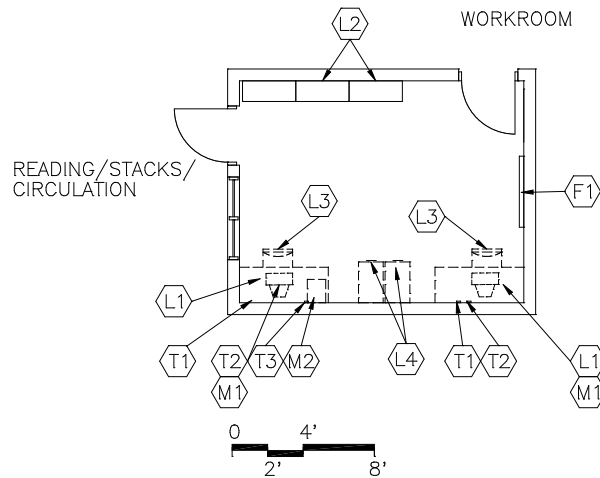 L2
WORKROOM
READING/STACKS/
CIRCULATION
F1
L3
L3
L1
T1
T2
T3
M2
L4
T1
T2
L1
M1
M1
0
4'
2'
8'